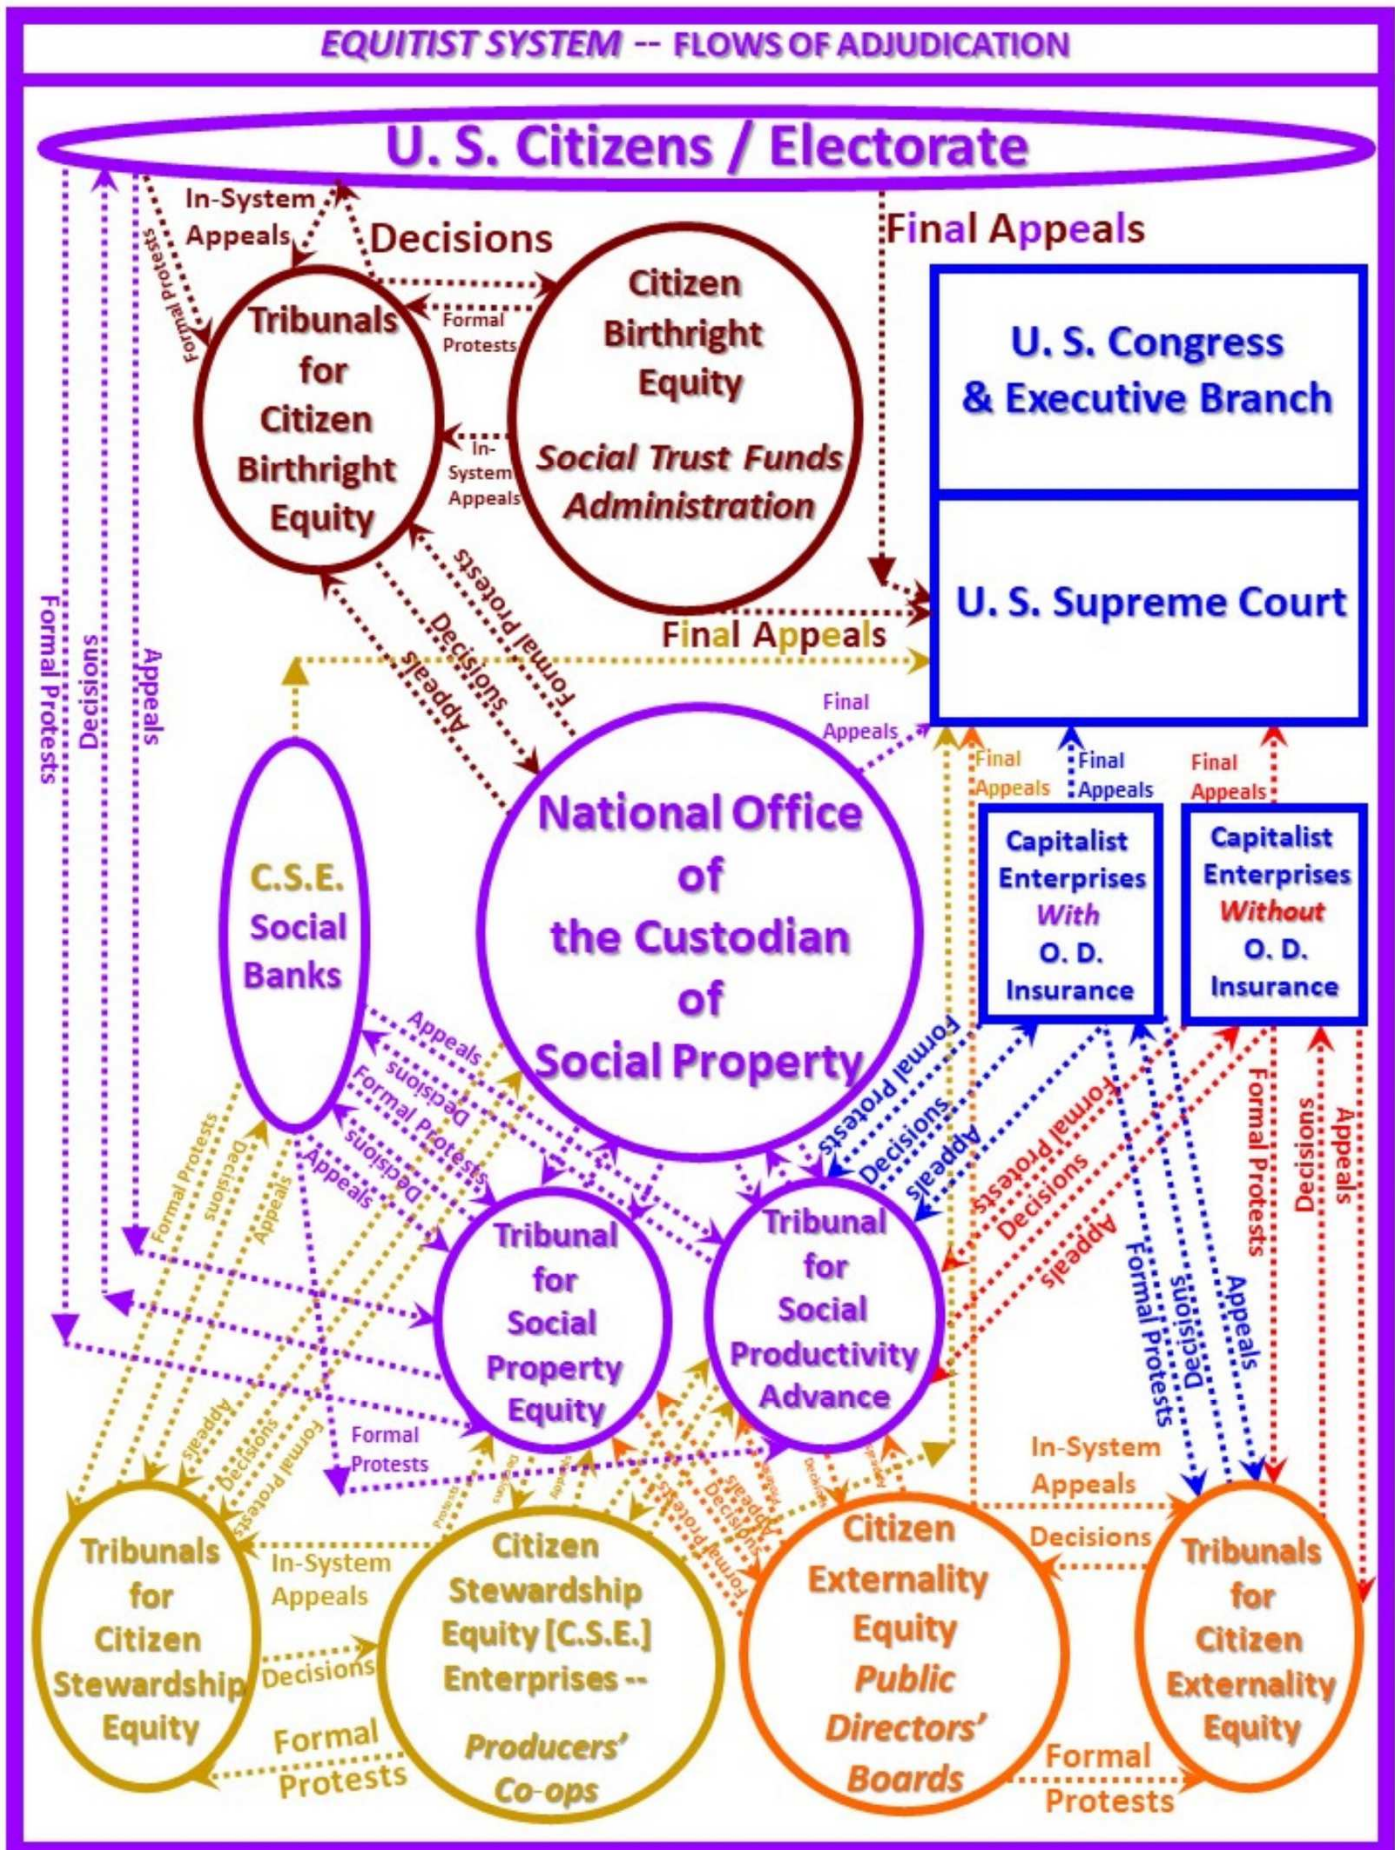 EQUITIST SYSTEM -- FLOWS OF ADJUDICATION
U. S. Citizens / Electorate
In-System
Appeals
Decisions
Final Appeals
Formal Protests
Formal
Protests
In-
System
Appeals
Tribunals
for
Citizen
Birthright
Equity
Citizen
Birthright
Equity
Social Trust Funds
Administration
U. S. Congress
& Executive Branch
U. S. Supreme Court
Final Appeals
Formal Protests
Decisions
Appeals
Formal Protests
Decisions
Appeals
Final
Appeals
Final
Appeals
Final
Appeals
Final
Appeals
C.S.E.
Social
Banks
National Office
of
the Custodian
of
Social Property
Capitalist
Enterprises
With
O. D.
Insurance
Capitalist
Enterprises
Without
O. D.
Insurance
Appeals
Decisions
Formal Protests
Decisions
Appeals
Formal Protests
Decisions
Appeals
Formal Protests
Decisions
Appeals
Formal Protests
Decisions
Appeals
Formal Protests
Decisions
Appeals
Formal Protests
Decisions
Appeals
Tribunal
for
Social
Property
Equity
Tribunal
for
Social
Productivity
Advance
Appeals
Decisions
Formal Protests
Formal
Protests
In-System
Appeals
Decisions
Tribunals
for
Citizen
Stewardship
Equity
In-System
Appeals
Decisions
Formal
Protests
Citizen
Stewardship
Equity [C.S.E.]
Enterprises --
Producers'
Co-ops
Citizen
Externality
Equity
Public
Directors'
Boards
Formal
Protests
Tribunals
for
Citizen
Externality
Equity